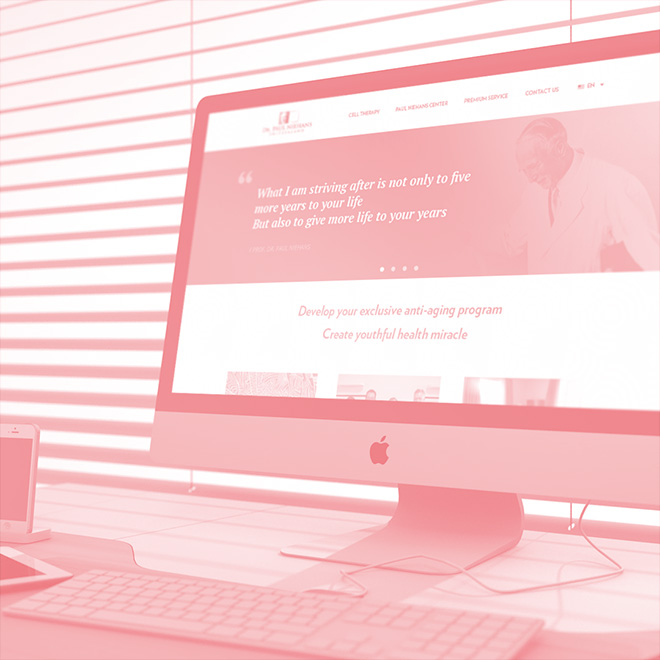 CELL THERAPY
PAUL NIEHANS CENTER
PREMIUM SERVICE
CONTACT US
EN
DR. PAUL NIEHANS
What I am striving after is not only to five
more years to your life
But also to give more life to your years
Develop your exclusive anti-aging program
Create youthful health miracle